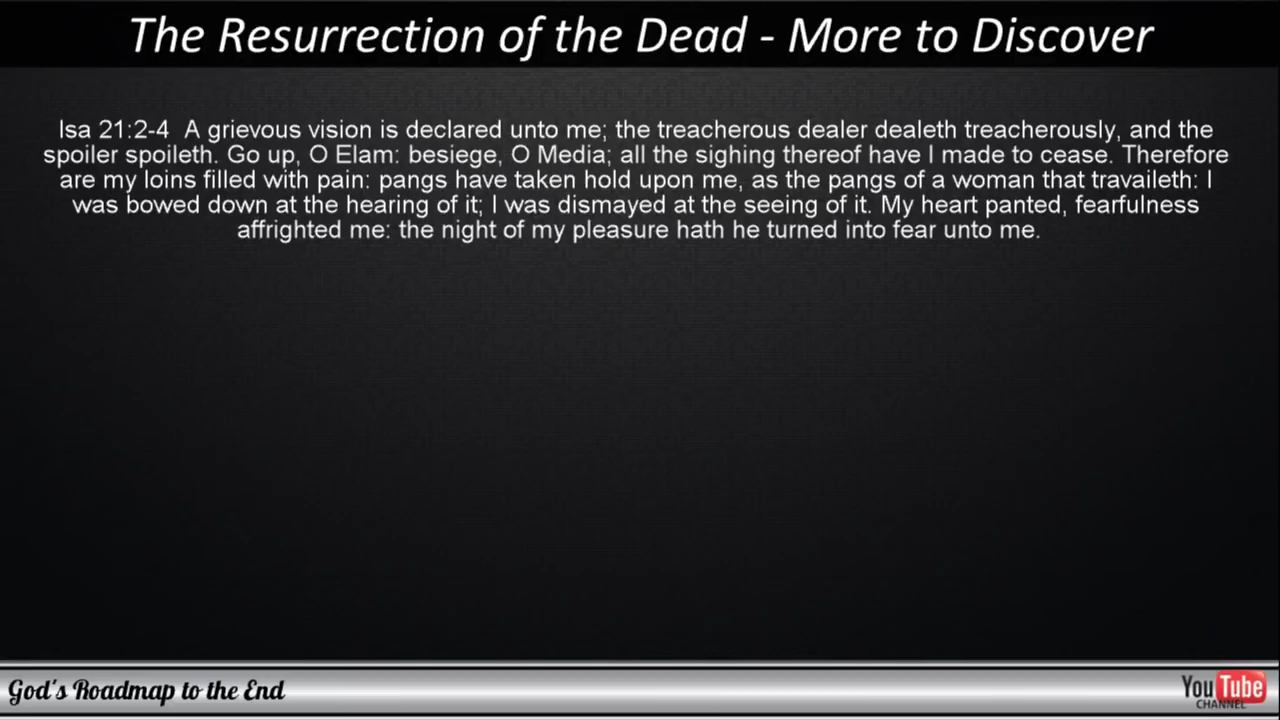 The Resurrection of the Dead - More to Discover
Isa 21:2-4 A grievous vision is declared unto me; the treacherous dealer dealeth treacherously, and the
spoiler spoileth. Go up, O Elam: besiege, O Media; all the sighing thereof have I made to cease. Therefore
are my loins filled with pain: pangs have taken hold upon me, as the pangs of a woman that travaileth: I
was bowed down at the hearing of it; I was dismayed at the seeing of it. My heart panted, fearfulness
affrighted me: the night of my pleasure hath he turned into fear unto me.
God's Roadmap to the End
YouTube
CHANNEL